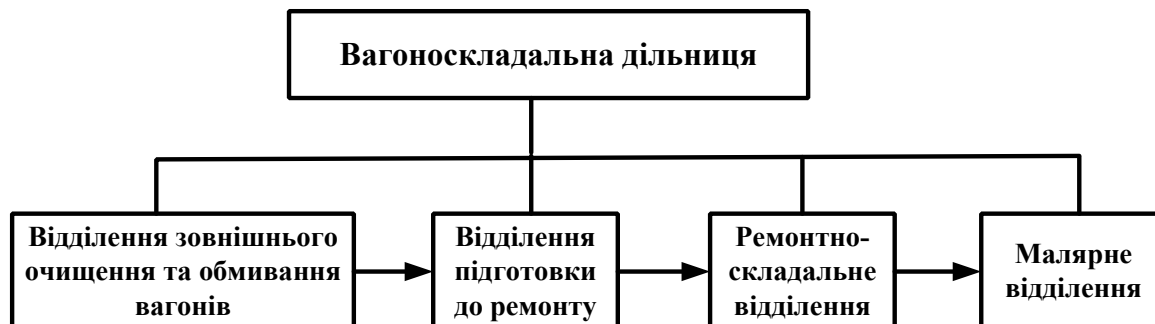 Вагоноскладальна дільниця
Відділення зовнішнього
очищення та обмивання
вагонів
Відділення
підготовки
до ремонту
Ремонтно-
складальне
відділення
Малярне
відділення